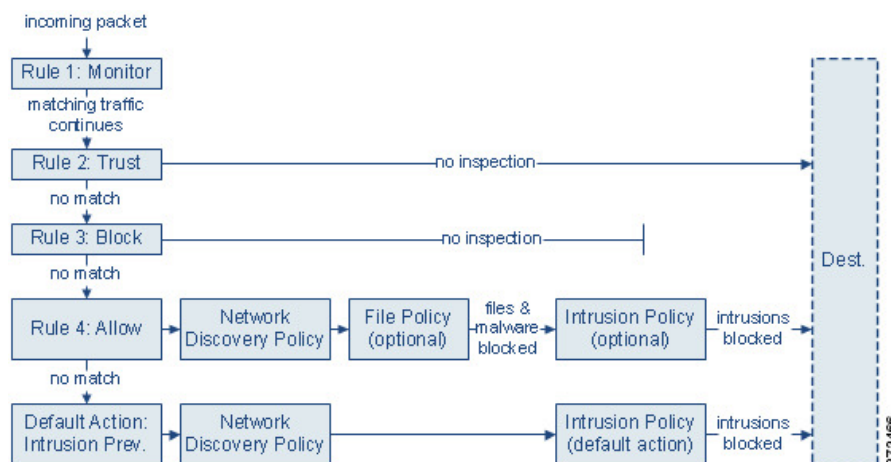 incoming packet
Rule 1: Monitor
matching traffic
continues
Rule 2: Trust
no inspection
no match
Rule 3: Block
no inspection
no match
Rule 4: Allow
Network
Discovery Policy
File Policy
(optional)
files &
malware
blocked
Intrusion Policy
(optional)
intrusions
blocked
no match
Default Action:
Intrusion Prev.
Network
Discovery Policy
Intrusion Policy
(default action)
intrusions
blocked
Dest.